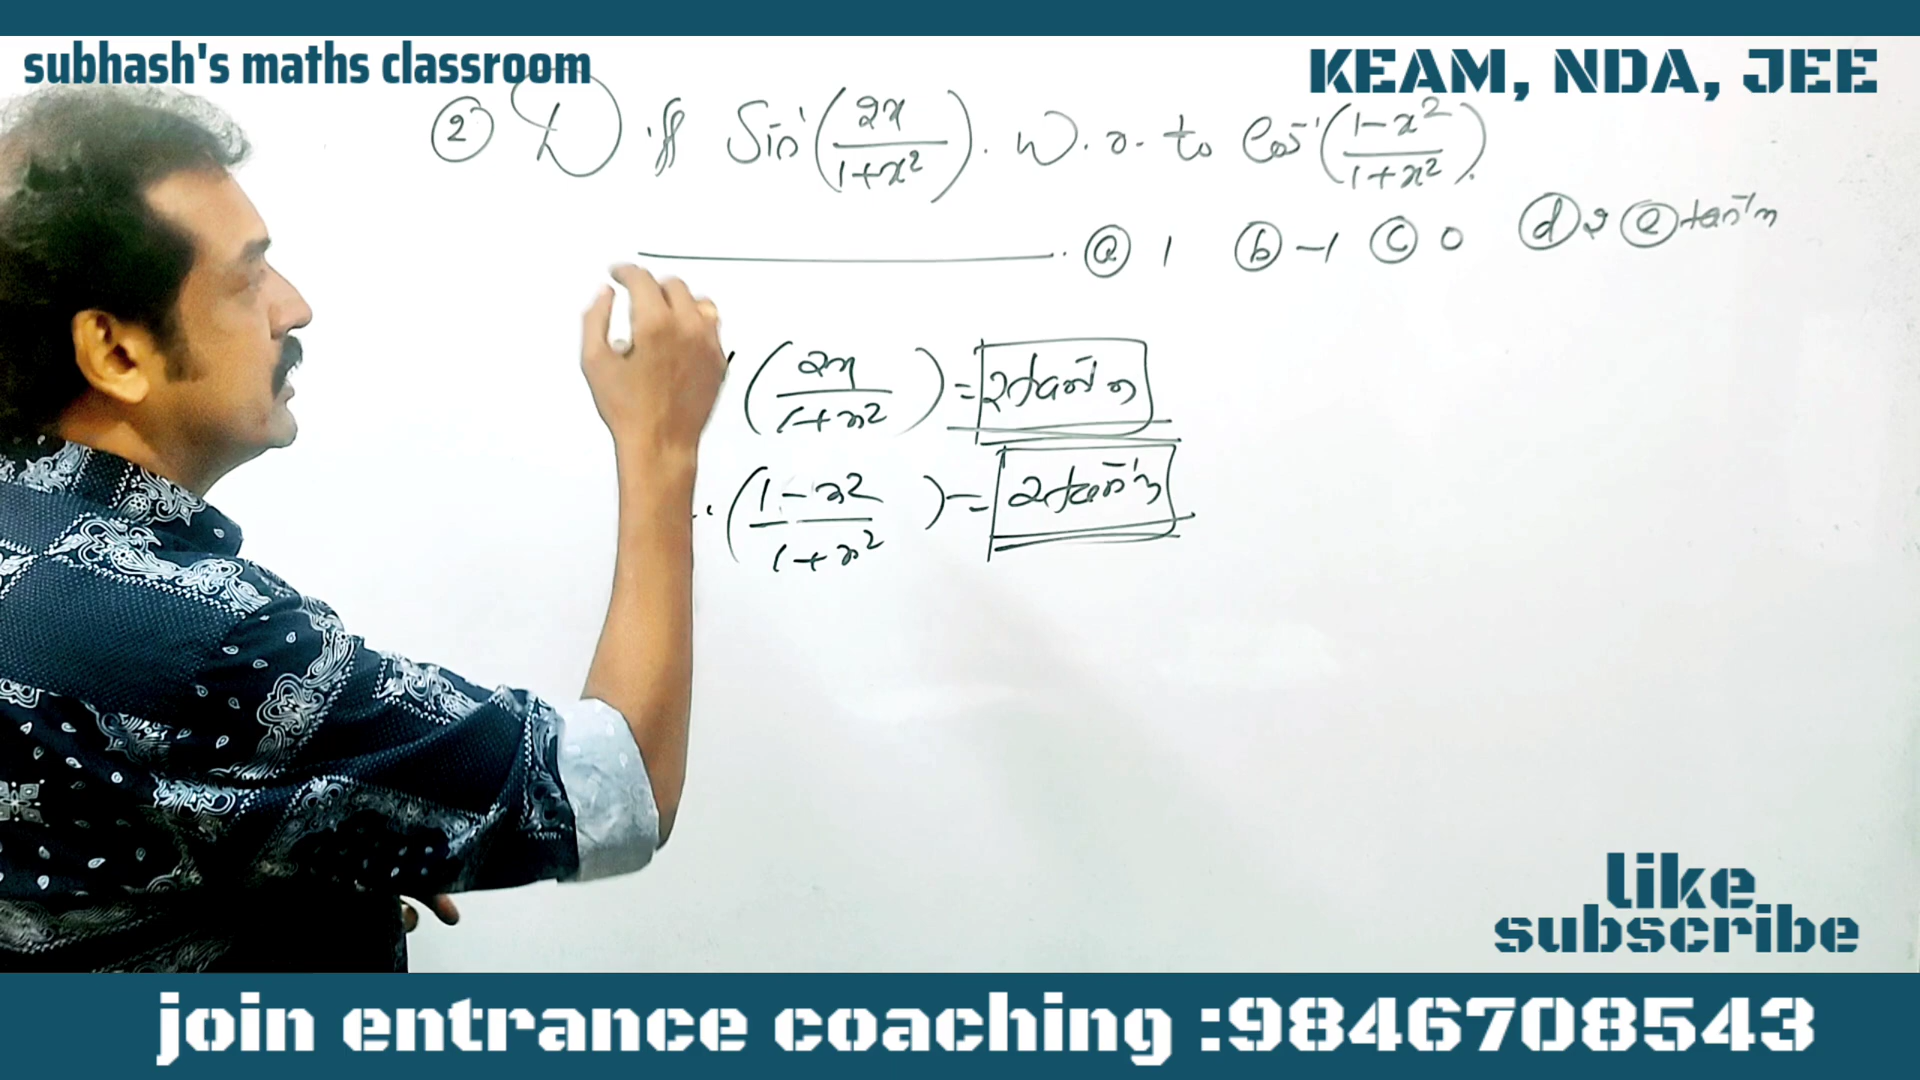 subhash's maths classroom
KEAM, NDA, JEE
② Diff Sin⁻¹(2x/1+x²). w.r. to Cos⁻¹(1-x²/1+x²).
ⓐ 1 ⓑ -1 ⓒ 0 ⓓ 2 ⓔ tan⁻¹x
(2x/1+x²) = 2tan⁻¹x
(1-x²/1+x²) = 2tan⁻¹x
like
subscribe
join entrance coaching :9846708543